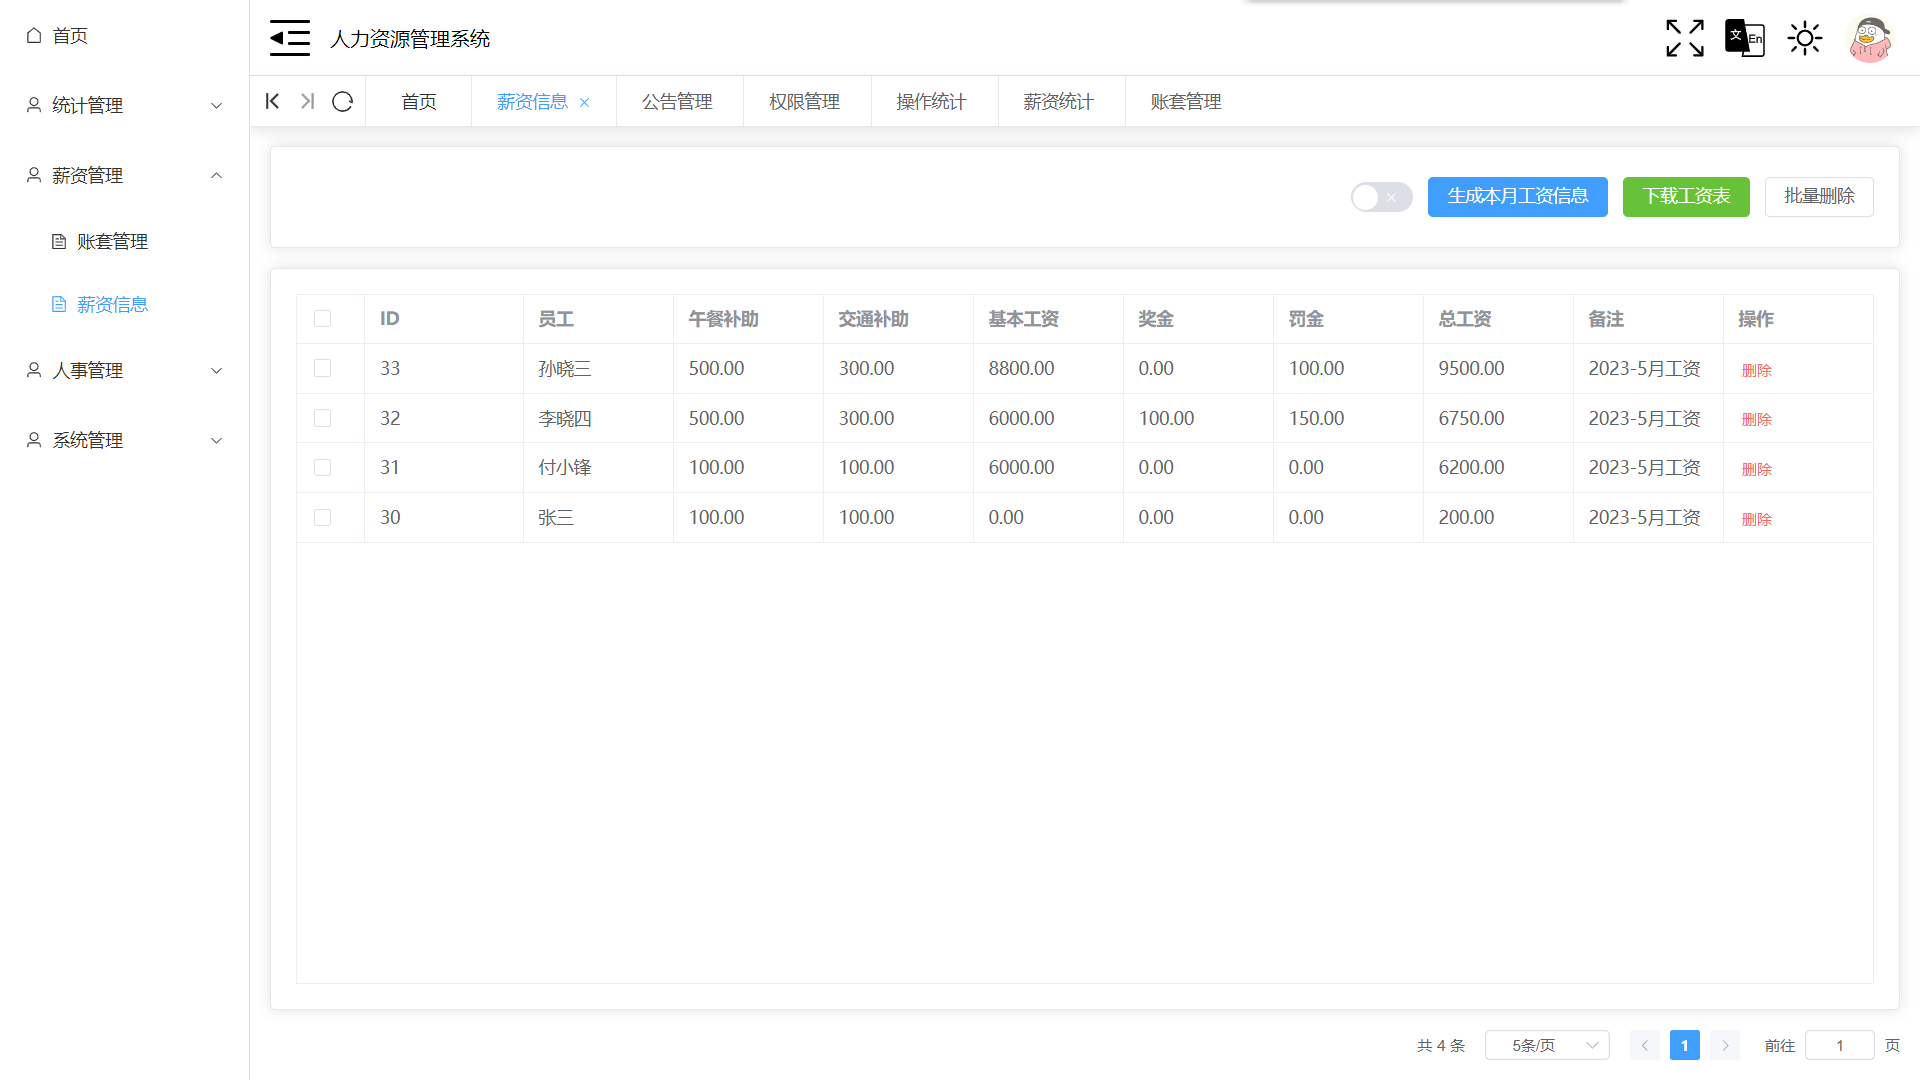 首页
统计管理
薪资管理
账套管理
薪资信息
人事管理
系统管理
人力资源管理系统
文 En
首页 薪资信息 公告管理 权限管理 操作统计 薪资统计 账套管理
生成本月工资信息 下载工资表 批量删除
ID 员工 午餐补助 交通补助 基本工资 奖金 罚金 总工资 备注 操作
33 孙晓三 500.00 300.00 8800.00 0.00 100.00 9500.00 2023-5月工资 删除
32 李晓四 500.00 300.00 6000.00 100.00 150.00 6750.00 2023-5月工资 删除
31 付小锋 100.00 100.00 6000.00 0.00 0.00 6200.00 2023-5月工资 删除
30 张三 100.00 100.00 0.00 0.00 0.00 200.00 2023-5月工资 删除
共 4 条 5条/页 1 前往 1 页